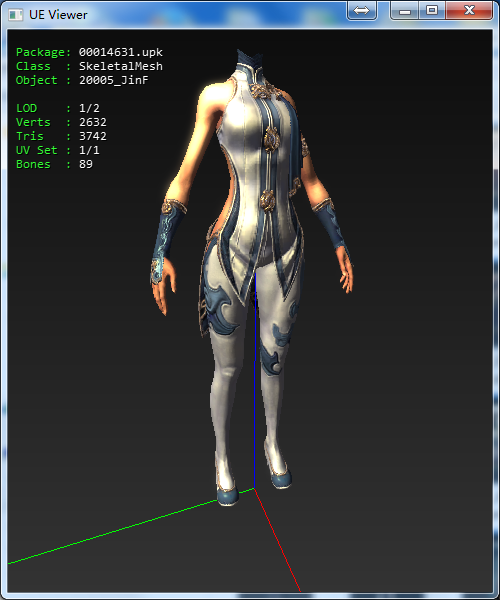 UE Viewer
Package: 00014631.upk
Class : SkeletalMesh
Object : 20005_JinF
LOD : 1/2
Verts : 2632
Tris : 3742
UV Set : 1/1
Bones : 89